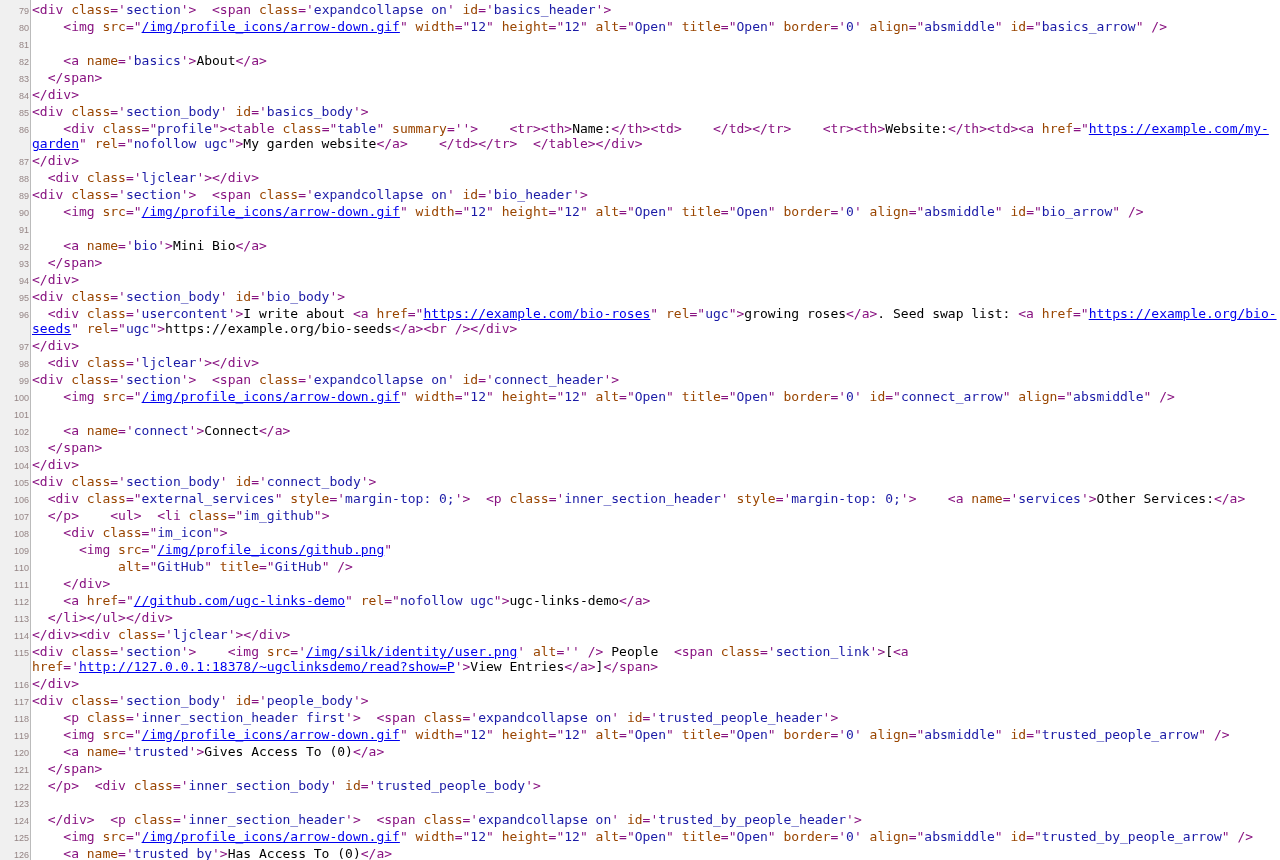 79 <div class='section'>  <span class='expandcollapse on' id='basics_header'>
80     <img src="/img/profile_icons/arrow-down.gif" width="12" height="12" alt="Open" title="Open" border='0' align="absmiddle" id="basics_arrow" />
81
82     <a name='basics'>About</a>
83   </span>
84 </div>
85 <div class='section_body' id='basics_body'>
86     <div class="profile"><table class="table" summary=''>    <tr><th>Name:</th><td>    </td></tr>    <tr><th>Website:</th><td><a href="https://example.com/my-
garden" rel="nofollow ugc">My garden website</a>    </td></tr>  </table></div>
87 </div>
88   <div class='ljclear'></div>
89 <div class='section'>  <span class='expandcollapse on' id='bio_header'>
90     <img src="/img/profile_icons/arrow-down.gif" width="12" height="12" alt="Open" title="Open" border='0' align="absmiddle" id="bio_arrow" />
91
92     <a name='bio'>Mini Bio</a>
93   </span>
94 </div>
95 <div class='section_body' id='bio_body'>
96   <div class='usercontent'>I write about <a href="https://example.com/bio-roses" rel="ugc">growing roses</a>. Seed swap list: <a href="https://example.org/bio-
seeds" rel="ugc">https://example.org/bio-seeds</a><br /></div>
97 </div>
98   <div class='ljclear'></div>
99 <div class='section'>  <span class='expandcollapse on' id='connect_header'>
100     <img src="/img/profile_icons/arrow-down.gif" width="12" height="12" alt="Open" title="Open" border='0' id="connect_arrow" align="absmiddle" />
101
102     <a name='connect'>Connect</a>
103   </span>
104 </div>
105 <div class='section_body' id='connect_body'>
106   <div class="external_services" style='margin-top: 0;'>  <p class='inner_section_header' style='margin-top: 0;'>    <a name='services'>Other Services:</a>
107   </p>    <ul>  <li class="im_github">
108     <div class="im_icon">
109       <img src="/img/profile_icons/github.png"
110            alt="GitHub" title="GitHub" />
111     </div>
112     <a href="//github.com/ugc-links-demo" rel="nofollow ugc">ugc-links-demo</a>
113   </li></ul></div>
114 </div><div class='ljclear'></div>
115 <div class='section'>    <img src='/img/silk/identity/user.png' alt='' /> People  <span class='section_link'>[<a
href='http://127.0.0.1:18378/~ugclinksdemo/read?show=P'>View Entries</a>]</span>
116 </div>
117 <div class='section_body' id='people_body'>
118     <p class='inner_section_header first'>  <span class='expandcollapse on' id='trusted_people_header'>
119     <img src="/img/profile_icons/arrow-down.gif" width="12" height="12" alt="Open" title="Open" border='0' align="absmiddle" id="trusted_people_arrow" />
120     <a name='trusted'>Gives Access To (0)</a>
121   </span>
122   </p>  <div class='inner_section_body' id='trusted_people_body'>
123
124   </div>  <p class='inner_section_header'>  <span class='expandcollapse on' id='trusted_by_people_header'>
125     <img src="/img/profile_icons/arrow-down.gif" width="12" height="12" alt="Open" title="Open" border='0' align="absmiddle" id="trusted_by_people_arrow" />
126     <a name='trusted_by'>Has Access To (0)</a>